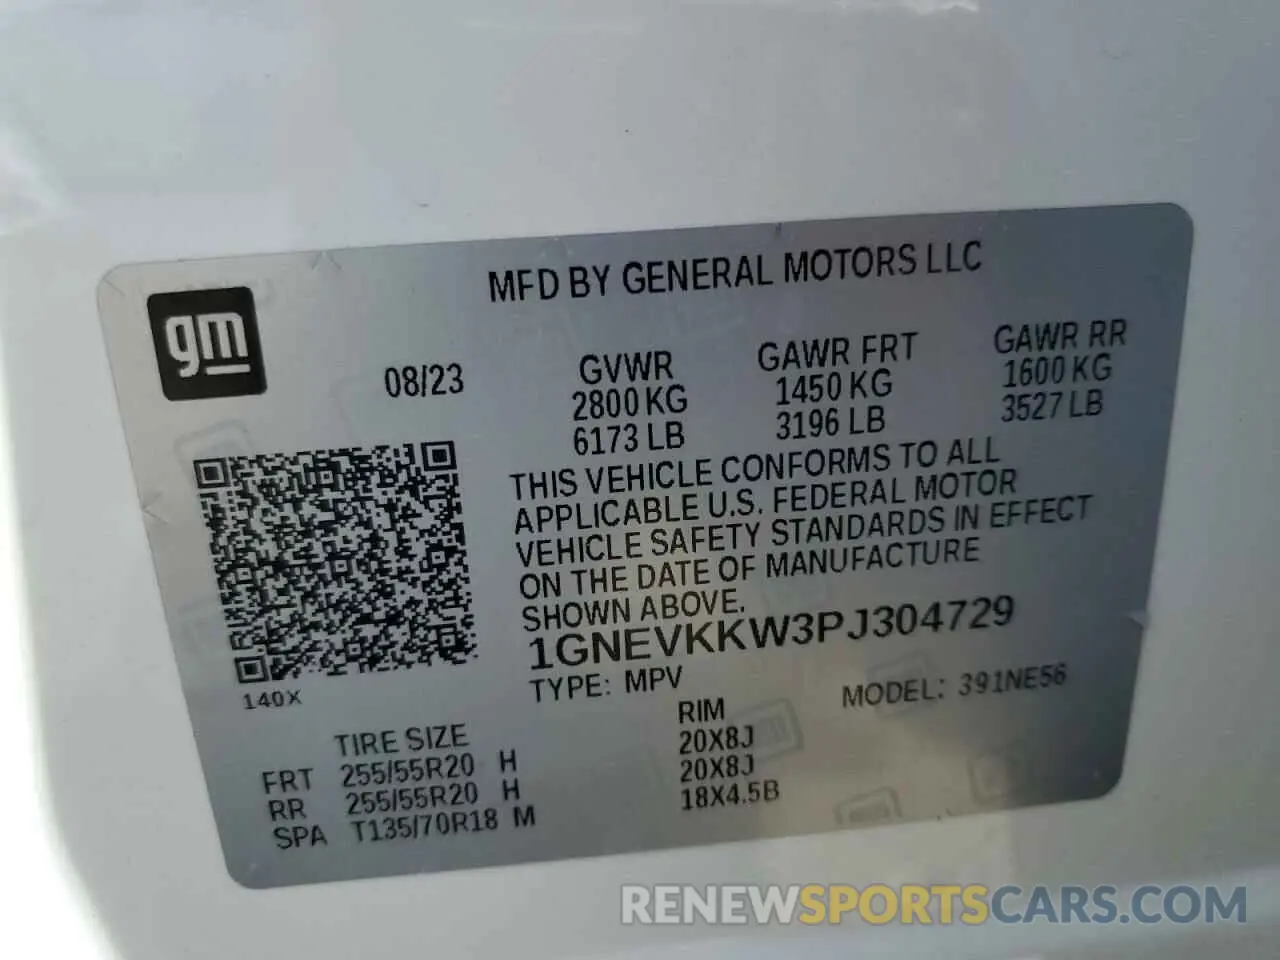 gm
MFD BY GENERAL MOTORS LLC
08/23
GVWR GAWR FRT GAWR RR
2800 KG 1450 KG 1600 KG
6173 LB 3196 LB 3527 LB
THIS VEHICLE CONFORMS TO ALL
APPLICABLE U.S. FEDERAL MOTOR
VEHICLE SAFETY STANDARDS IN EFFECT
ON THE DATE OF MANUFACTURE
SHOWN ABOVE.
1GNEVKKW3PJ304729
140X
TYPE: MPV MODEL: 391NE56
TIRE SIZE RIM
FRT 255/55R20 H 20X8J
RR 255/55R20 H 20X8J
SPA T135/70R18 M 18X4.5B
RENEWSPORTSCARS.COM